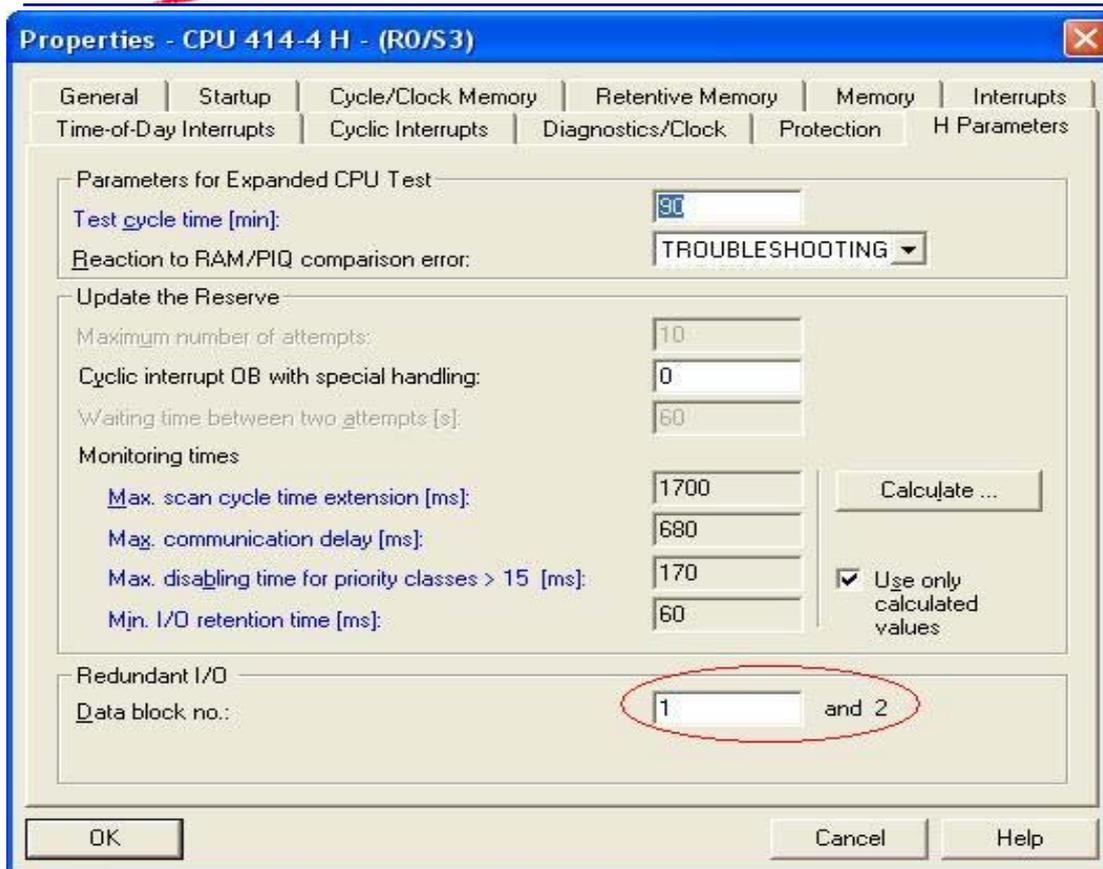 Properties - CPU 414-4 H - (R0/S3)
General Startup Cycle/Clock Memory Retentive Memory Memory Interrupts
Time-of-Day Interrupts Cyclic Interrupts Diagnostics/Clock Protection H Parameters
Parameters for Expanded CPU Test
Test cycle time [min]: 90
Reaction to RAM/PIQ comparison error: TROUBLESHOOTING
Update the Reserve
Maximum number of attempts: 10
Cyclic interrupt OB with special handling: 0
Waiting time between two attempts [s]: 60
Monitoring times
Max. scan cycle time extension [ms]: 1700 Calculate ...
Max. communication delay [ms]: 680
Max. disabling time for priority classes > 15 [ms]: 170 Use only
calculated
Min. I/O retention time [ms]: 60 values
Redundant I/O
Data block no.: 1 and 2
OK Cancel Help